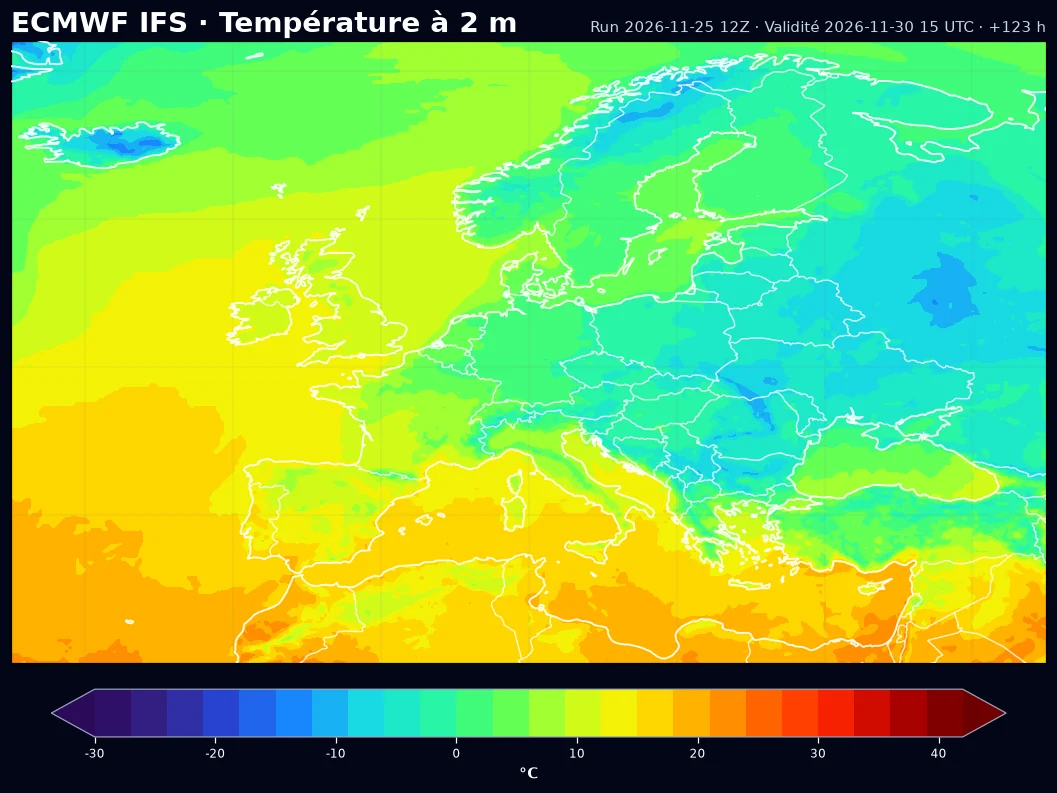 ECMWF IFS · Température à 2 m
Run 2026-11-25 12Z · Validité 2026-11-30 15 UTC · +123 h
-30 -20 -10 0 10 20 30 40
°C